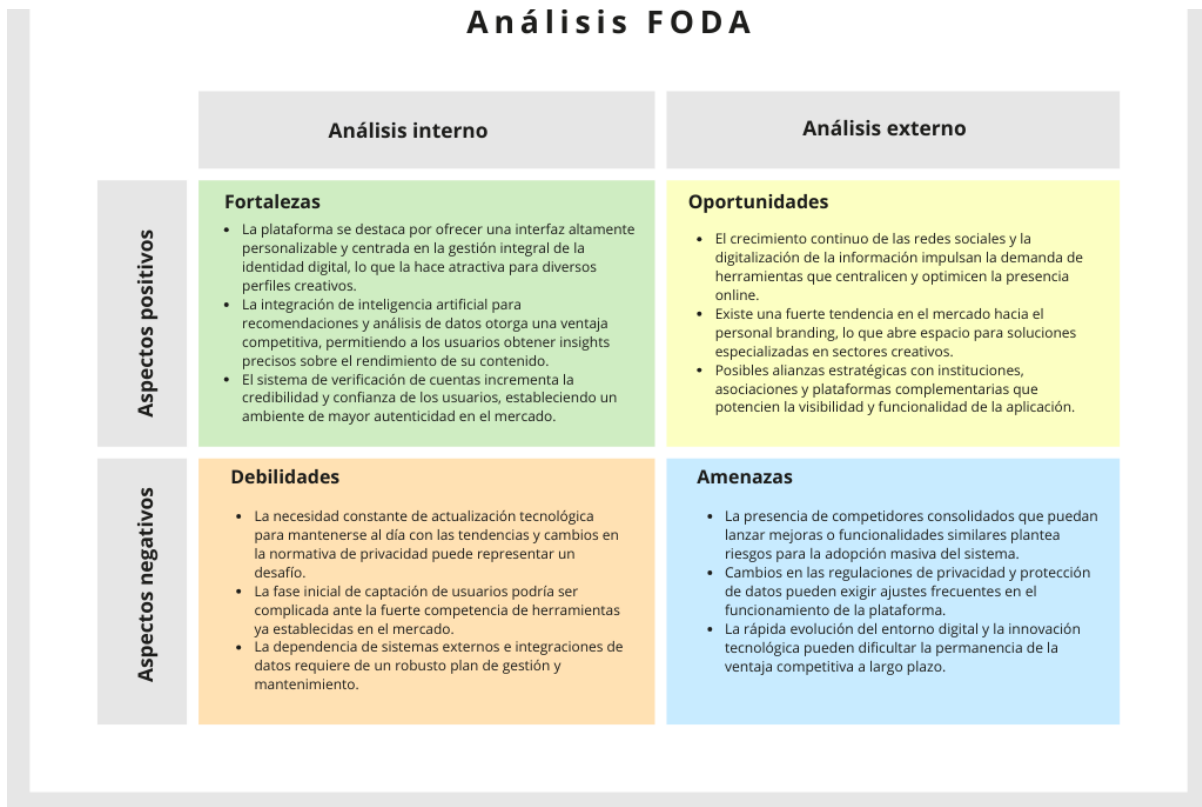 Análisis FODA
Análisis interno
Análisis externo
Aspectos positivos
Fortalezas
• La plataforma se destaca por ofrecer una interfaz altamente
personalizable y centrada en la gestión integral de la
identidad digital, lo que la hace atractiva para diversos
perfiles creativos.
• La integración de inteligencia artificial para
recomendaciones y análisis de datos otorga una ventaja
competitiva, permitiendo a los usuarios obtener insights
precisos sobre el rendimiento de su contenido.
• El sistema de verificación de cuentas incrementa la
credibilidad y confianza de los usuarios, estableciendo un
ambiente de mayor autenticidad en el mercado.
Oportunidades
• El crecimiento continuo de las redes sociales y la
digitalización de la información impulsan la demanda de
herramientas que centralicen y optimicen la presencia
online.
• Existe una fuerte tendencia en el mercado hacia el
personal branding, lo que abre espacio para soluciones
especializadas en sectores creativos.
• Posibles alianzas estratégicas con instituciones,
asociaciones y plataformas complementarias que
potencien la visibilidad y funcionalidad de la aplicación.
Aspectos negativos
Debilidades
• La necesidad constante de actualización tecnológica
para mantenerse al día con las tendencias y cambios en
la normativa de privacidad puede representar un
desafío.
• La fase inicial de captación de usuarios podría ser
complicada ante la fuerte competencia de herramientas
ya establecidas en el mercado.
• La dependencia de sistemas externos e integraciones de
datos requiere de un robusto plan de gestión y
mantenimiento.
Amenazas
• La presencia de competidores consolidados que puedan
lanzar mejoras o funcionalidades similares plantea
riesgos para la adopción masiva del sistema.
• Cambios en las regulaciones de privacidad y protección
de datos pueden exigir ajustes frecuentes en el
funcionamiento de la plataforma.
• La rápida evolución del entorno digital y la innovación
tecnológica pueden dificultar la permanencia de la
ventaja competitiva a largo plazo.